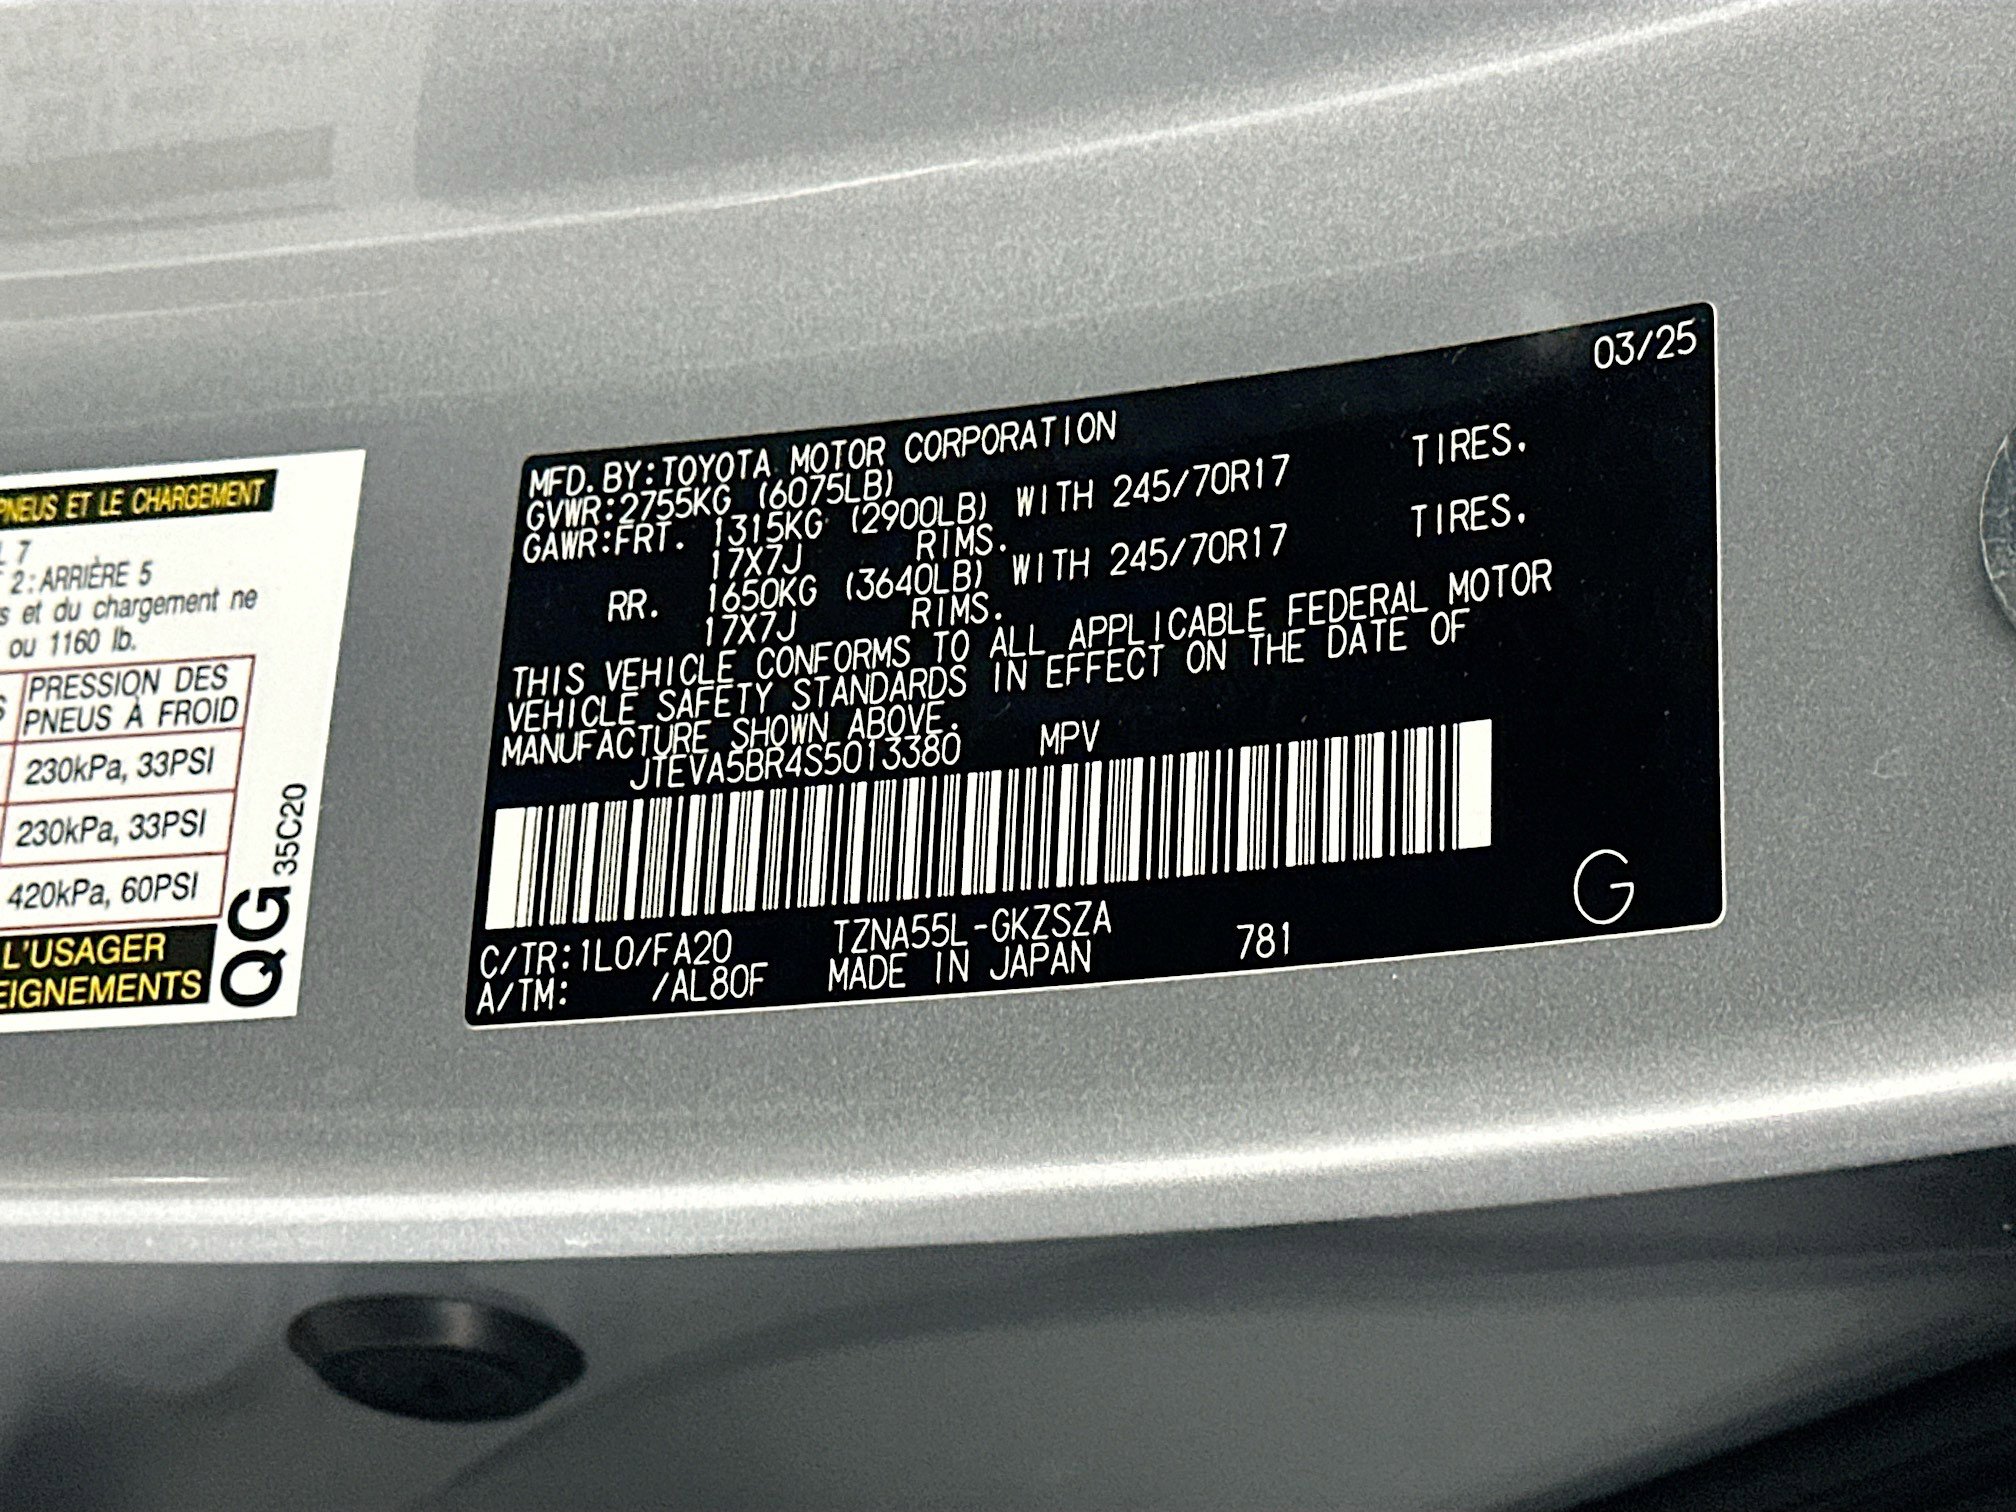 PNEUS ET LE CHARGEMENT
7
2: ARRIÈRE 5
et du chargement ne
ou 1160 lb.
PRESSION DES
PNEUS À FROID
230kPa, 33PSI
230kPa, 33PSI
420kPa, 60PSI
L'USAGER
EIGNEMENTS
QG 35C20
03/25
MFD. BY:TOYOTA MOTOR CORPORATION
GVWR:2755KG (6075LB)
GAWR:FRT. 1315KG (2900LB) WITH 245/70R17 TIRES.
17X7J RIMS.
RR. 1650KG (3640LB) WITH 245/70R17 TIRES.
17X7J RIMS.
THIS VEHICLE CONFORMS TO ALL APPLICABLE FEDERAL MOTOR
VEHICLE SAFETY STANDARDS IN EFFECT ON THE DATE OF
MANUFACTURE SHOWN ABOVE.
JTEVA5BR4S5013380 MPV
C/TR:1L0/FA20 TZNA55L-GKZSZA 781 G
A/TM: /AL80F MADE IN JAPAN